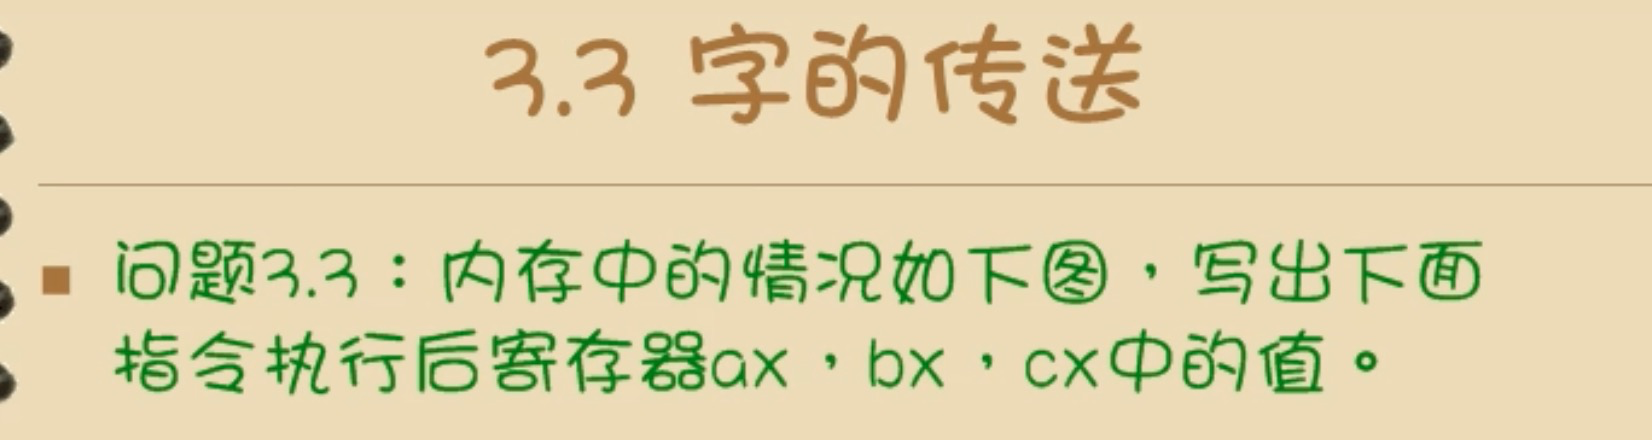 3.3 字的传送
■ 问题3.3：内存中的情况如下图，写出下面
指令执行后寄存器ax，bx，cx中的值。